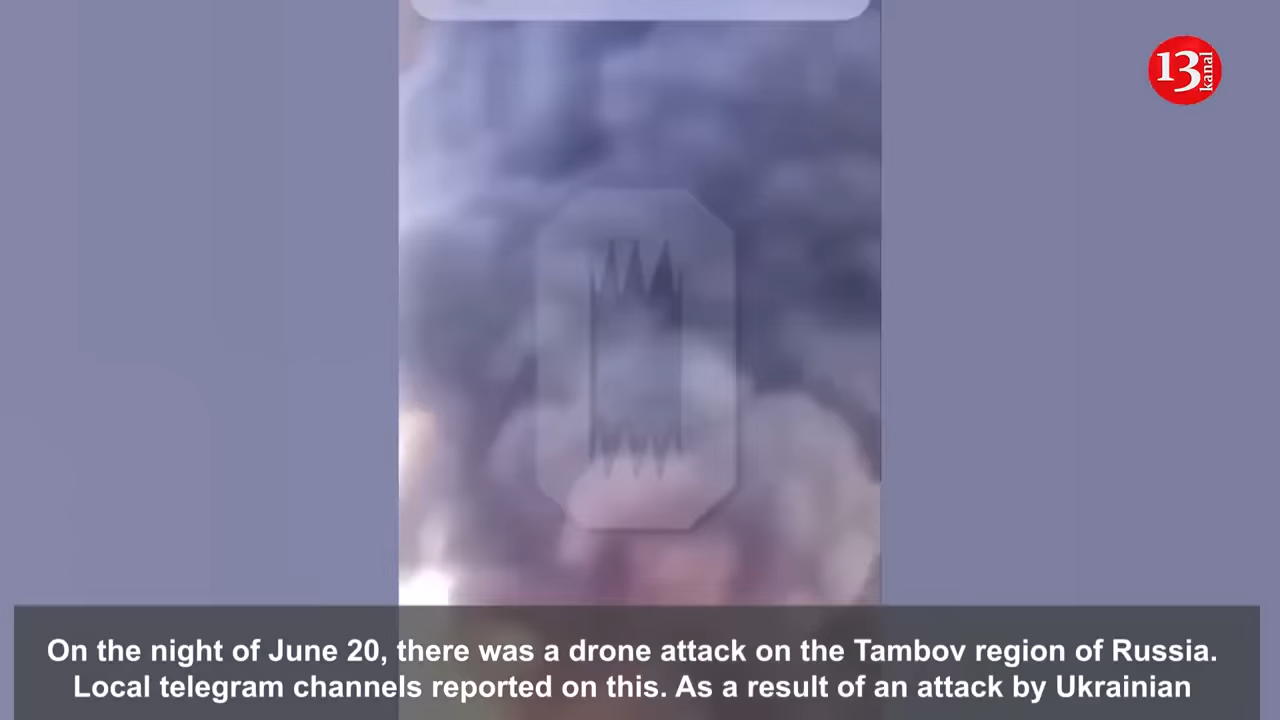 13 kanal
On the night of June 20, there was a drone attack on the Tambov region of Russia.
Local telegram channels reported on this. As a result of an attack by Ukrainian